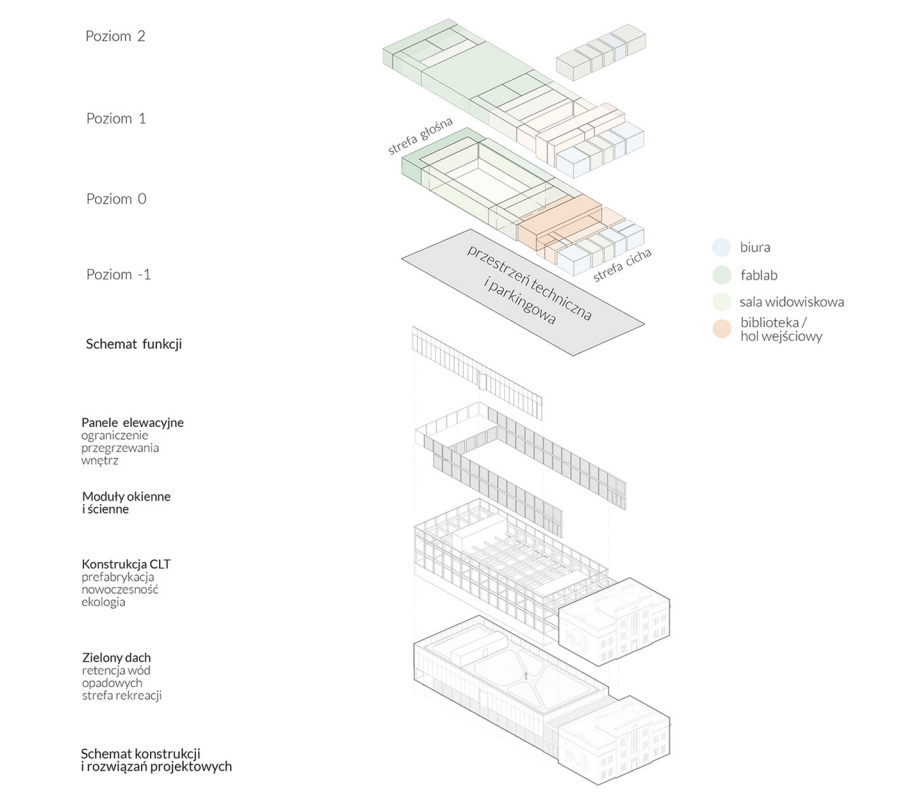 Poziom 2
Poziom 1
strefa głośna
Poziom 0
strefa cicha
Poziom -1
przestrzeń techniczna
i parkingowa
biura
fablab
sala widowiskowa
biblioteka /
hol wejściowy
Schemat funkcji
Panele elewacyjne
ograniczenie
przegrzewania
wnętrz
Moduły okienne
i ścienne
Konstrukcja CLT
prefabrykacja
nowoczesność
ekologia
Zielony dach
retencja wód
opadowych
strefa rekreacji
Schemat konstrukcji
i rozwiązań projektowych